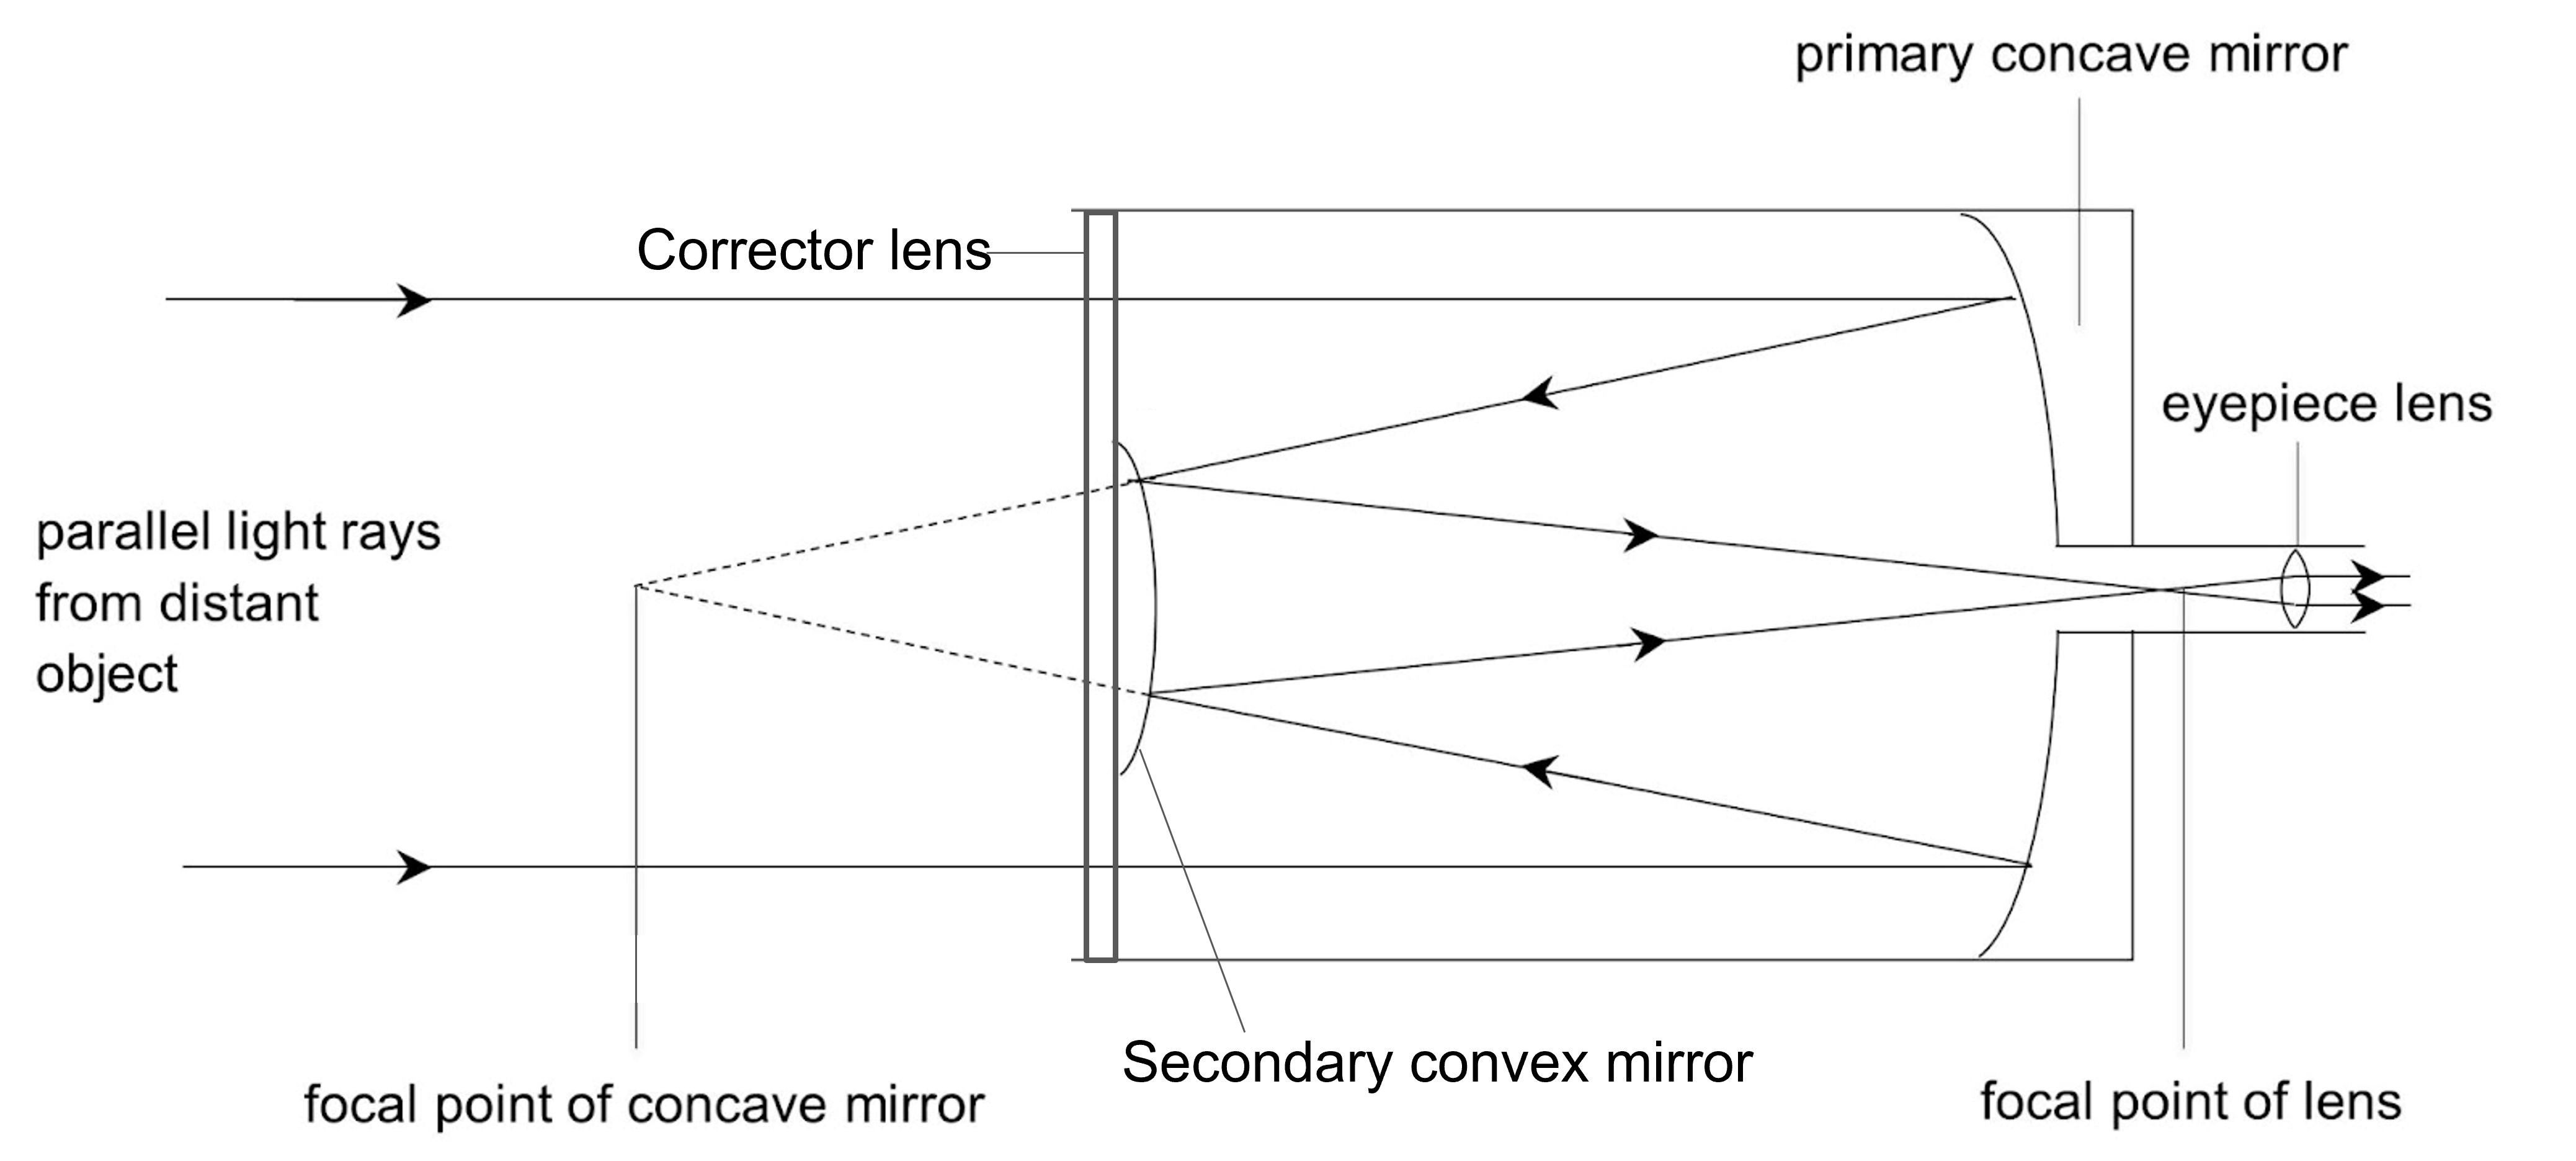 primary concave mirror
Corrector lens
eyepiece lens
parallel light rays
from distant
object
Secondary convex mirror
focal point of concave mirror
focal point of lens